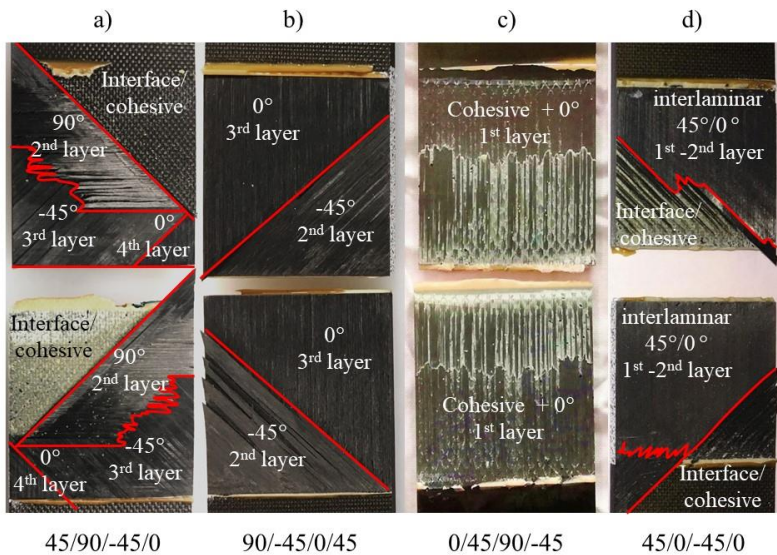 a)
b)
c)
d)
Interface/
cohesive
90°
2nd layer
-45°
3rd layer
0°
4th layer
0°
3rd layer
-45°
2nd layer
Cohesive + 0°
1st layer
interlaminar
45°/0°
1st -2nd layer
Interface/
cohesive
Interface/
cohesive
90°
2nd layer
0°
4th layer
-45°
3rd layer
0°
3rd layer
-45°
2nd layer
Cohesive + 0°
1st layer
interlaminar
45°/0°
1st -2nd layer
Interface/
cohesive
45/90/-45/0
90/-45/0/45
0/45/90/-45
45/0/-45/0